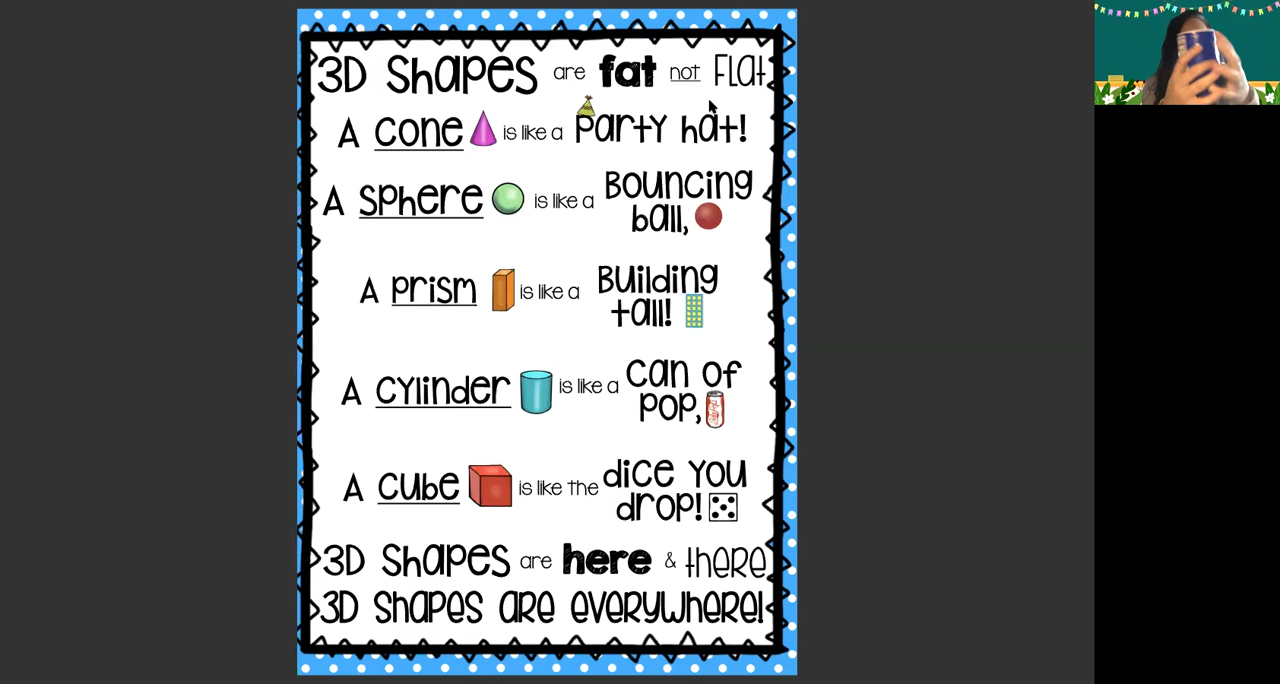 3D Shapes are fat not Flat
A cone is like a Party hat!
A sphere is like a Bouncing ball,
A prism is like a Building tall!
A cylinder is like a can of pop,
A cube is like the dice you drop!
3D Shapes are here & there
3D shapes are everywhere!